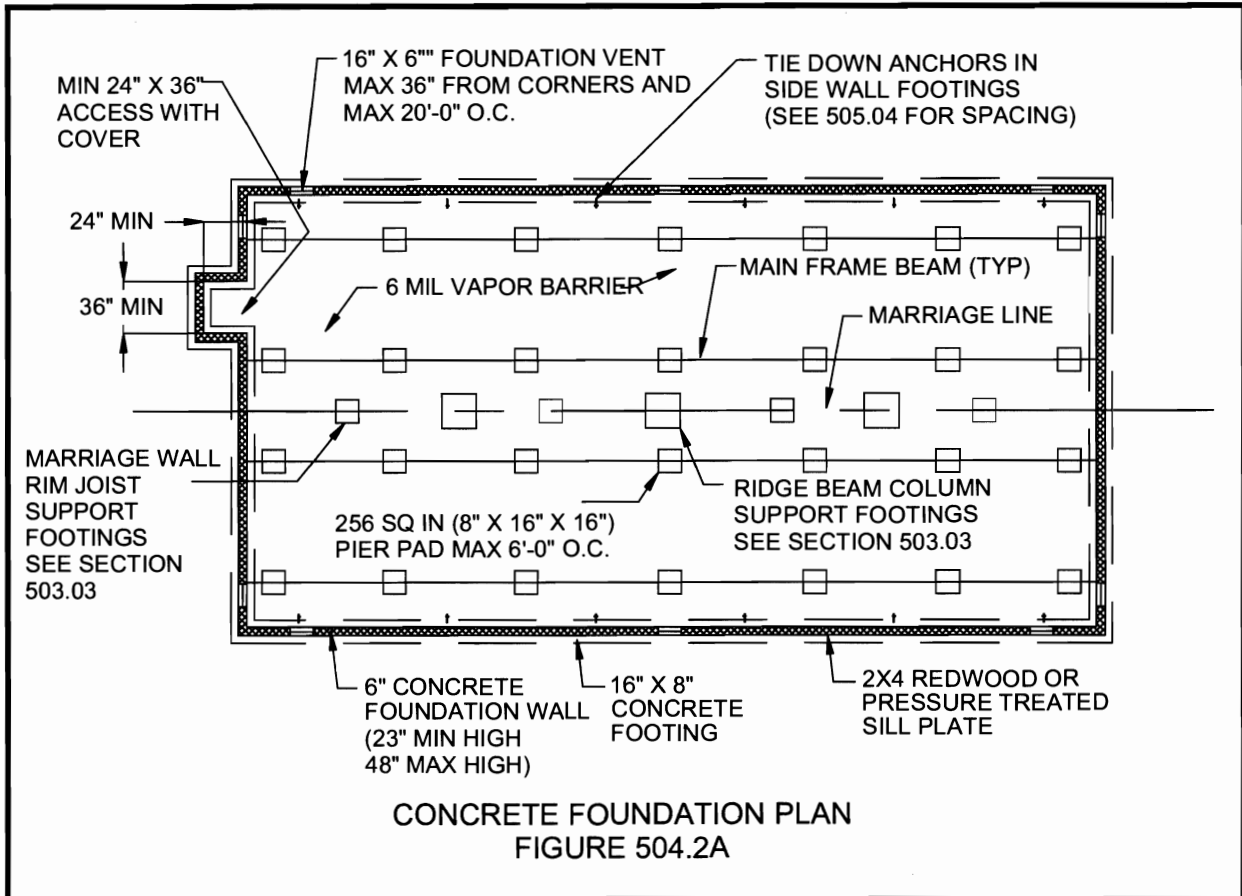 16" X 6"" FOUNDATION VENT
MAX 36" FROM CORNERS AND
MAX 20'-0" O.C.
TIE DOWN ANCHORS IN
SIDE WALL FOOTINGS
(SEE 505.04 FOR SPACING)
MIN 24" X 36"
ACCESS WITH
COVER
24" MIN
36" MIN
6 MIL VAPOR BARRIER
MAIN FRAME BEAM (TYP)
MARRIAGE LINE
MARRIAGE WALL
RIM JOIST
SUPPORT
FOOTINGS
SEE SECTION
503.03
256 SQ IN (8" X 16" X 16")
PIER PAD MAX 6'-0" O.C.
RIDGE BEAM COLUMN
SUPPORT FOOTINGS
SEE SECTION 503.03
6" CONCRETE
FOUNDATION WALL
(23" MIN HIGH
48" MAX HIGH)
16" X 8"
CONCRETE
FOOTING
2X4 REDWOOD OR
PRESSURE TREATED
SILL PLATE
CONCRETE FOUNDATION PLAN
FIGURE 504.2A